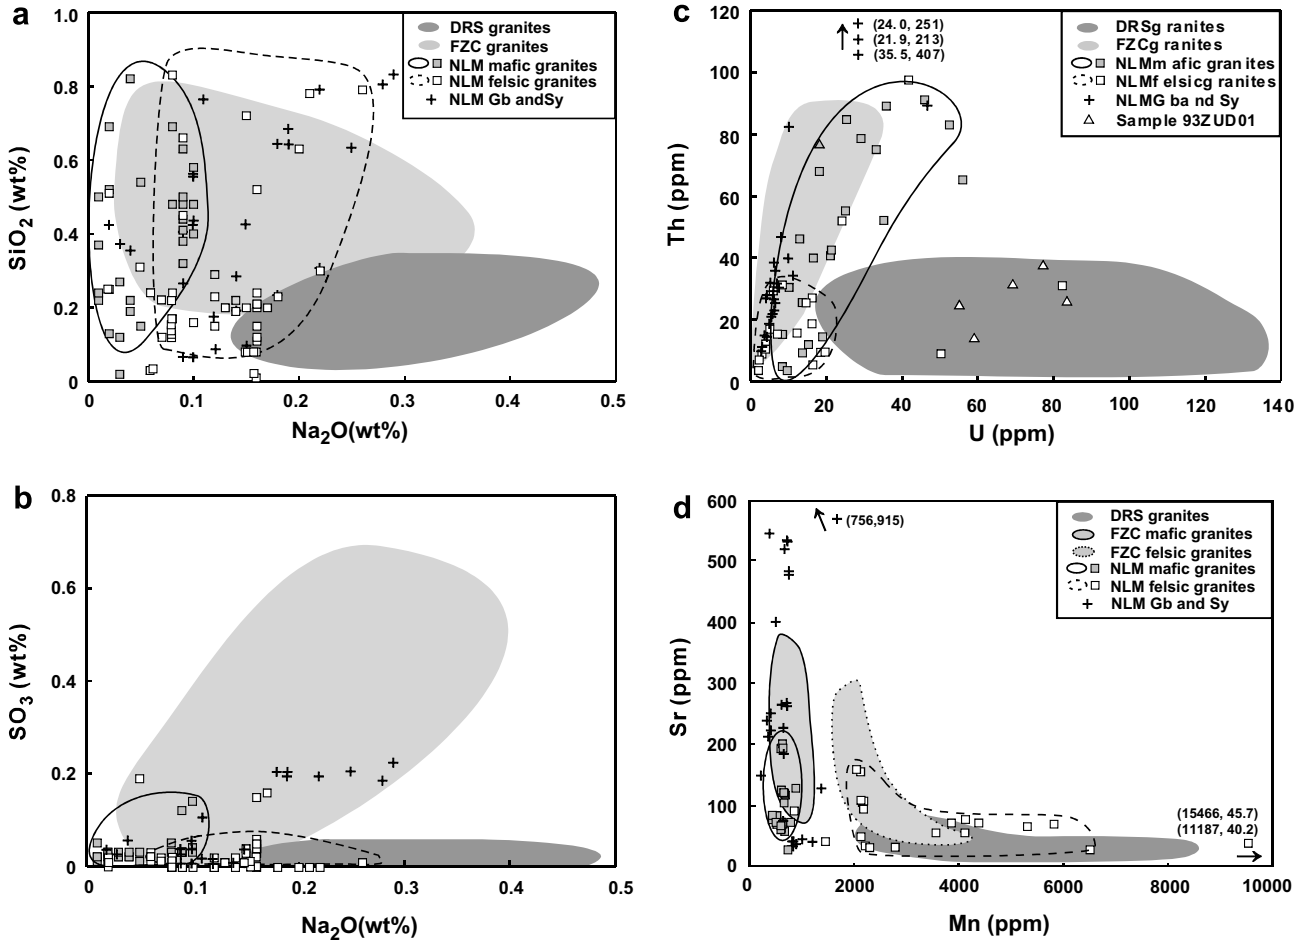 a
1.0
0.8
0.6
0.4
0.2
0
SiO2 (wt%)
0
0.1
0.2
0.3
0.4
0.5
Na2O(wt%)
DRS granites
FZC granites
NLM mafic granites
NLM felsic granites
NLM Gb andSy
c
120
100
80
60
40
20
0
Th (ppm)
0
20
40
60
80
100
120
140
U (ppm)
(24.0, 251)
(21.9, 213)
(35.5, 407)
DRSg ranites
FZCg ranites
NLMm afic granites
NLMf elsicg ranites
NLMG ba nd Sy
Sample 93ZUD01
b
0.8
0.6
0.4
0.2
0
SO3 (wt%)
0
0.1
0.2
0.3
0.4
0.5
Na2O(wt%)
d
600
500
400
300
200
100
0
Sr (ppm)
0
2000
4000
6000
8000
10000
Mn (ppm)
(756,915)
DRS granites
FZC mafic granites
FZC felsic granites
NLM mafic granites
NLM felsic granites
NLM Gb and Sy
(15466, 45.7)
(11187, 40.2)